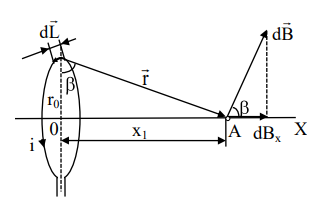 dL⃗
dB⃗
β
r⃗
r₀
β
0
x₁
A
dBₓ
X
i